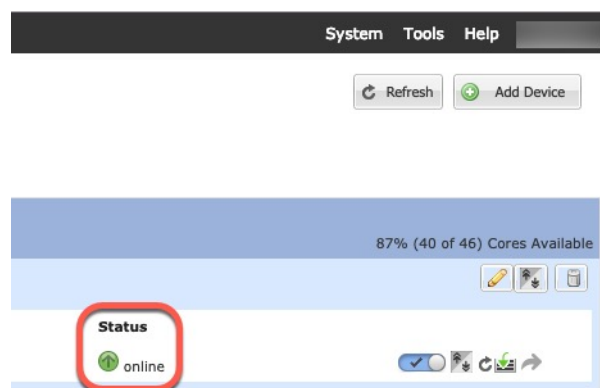 System Tools Help
Refresh Add Device
87% (40 of 46) Cores Available
Status
online